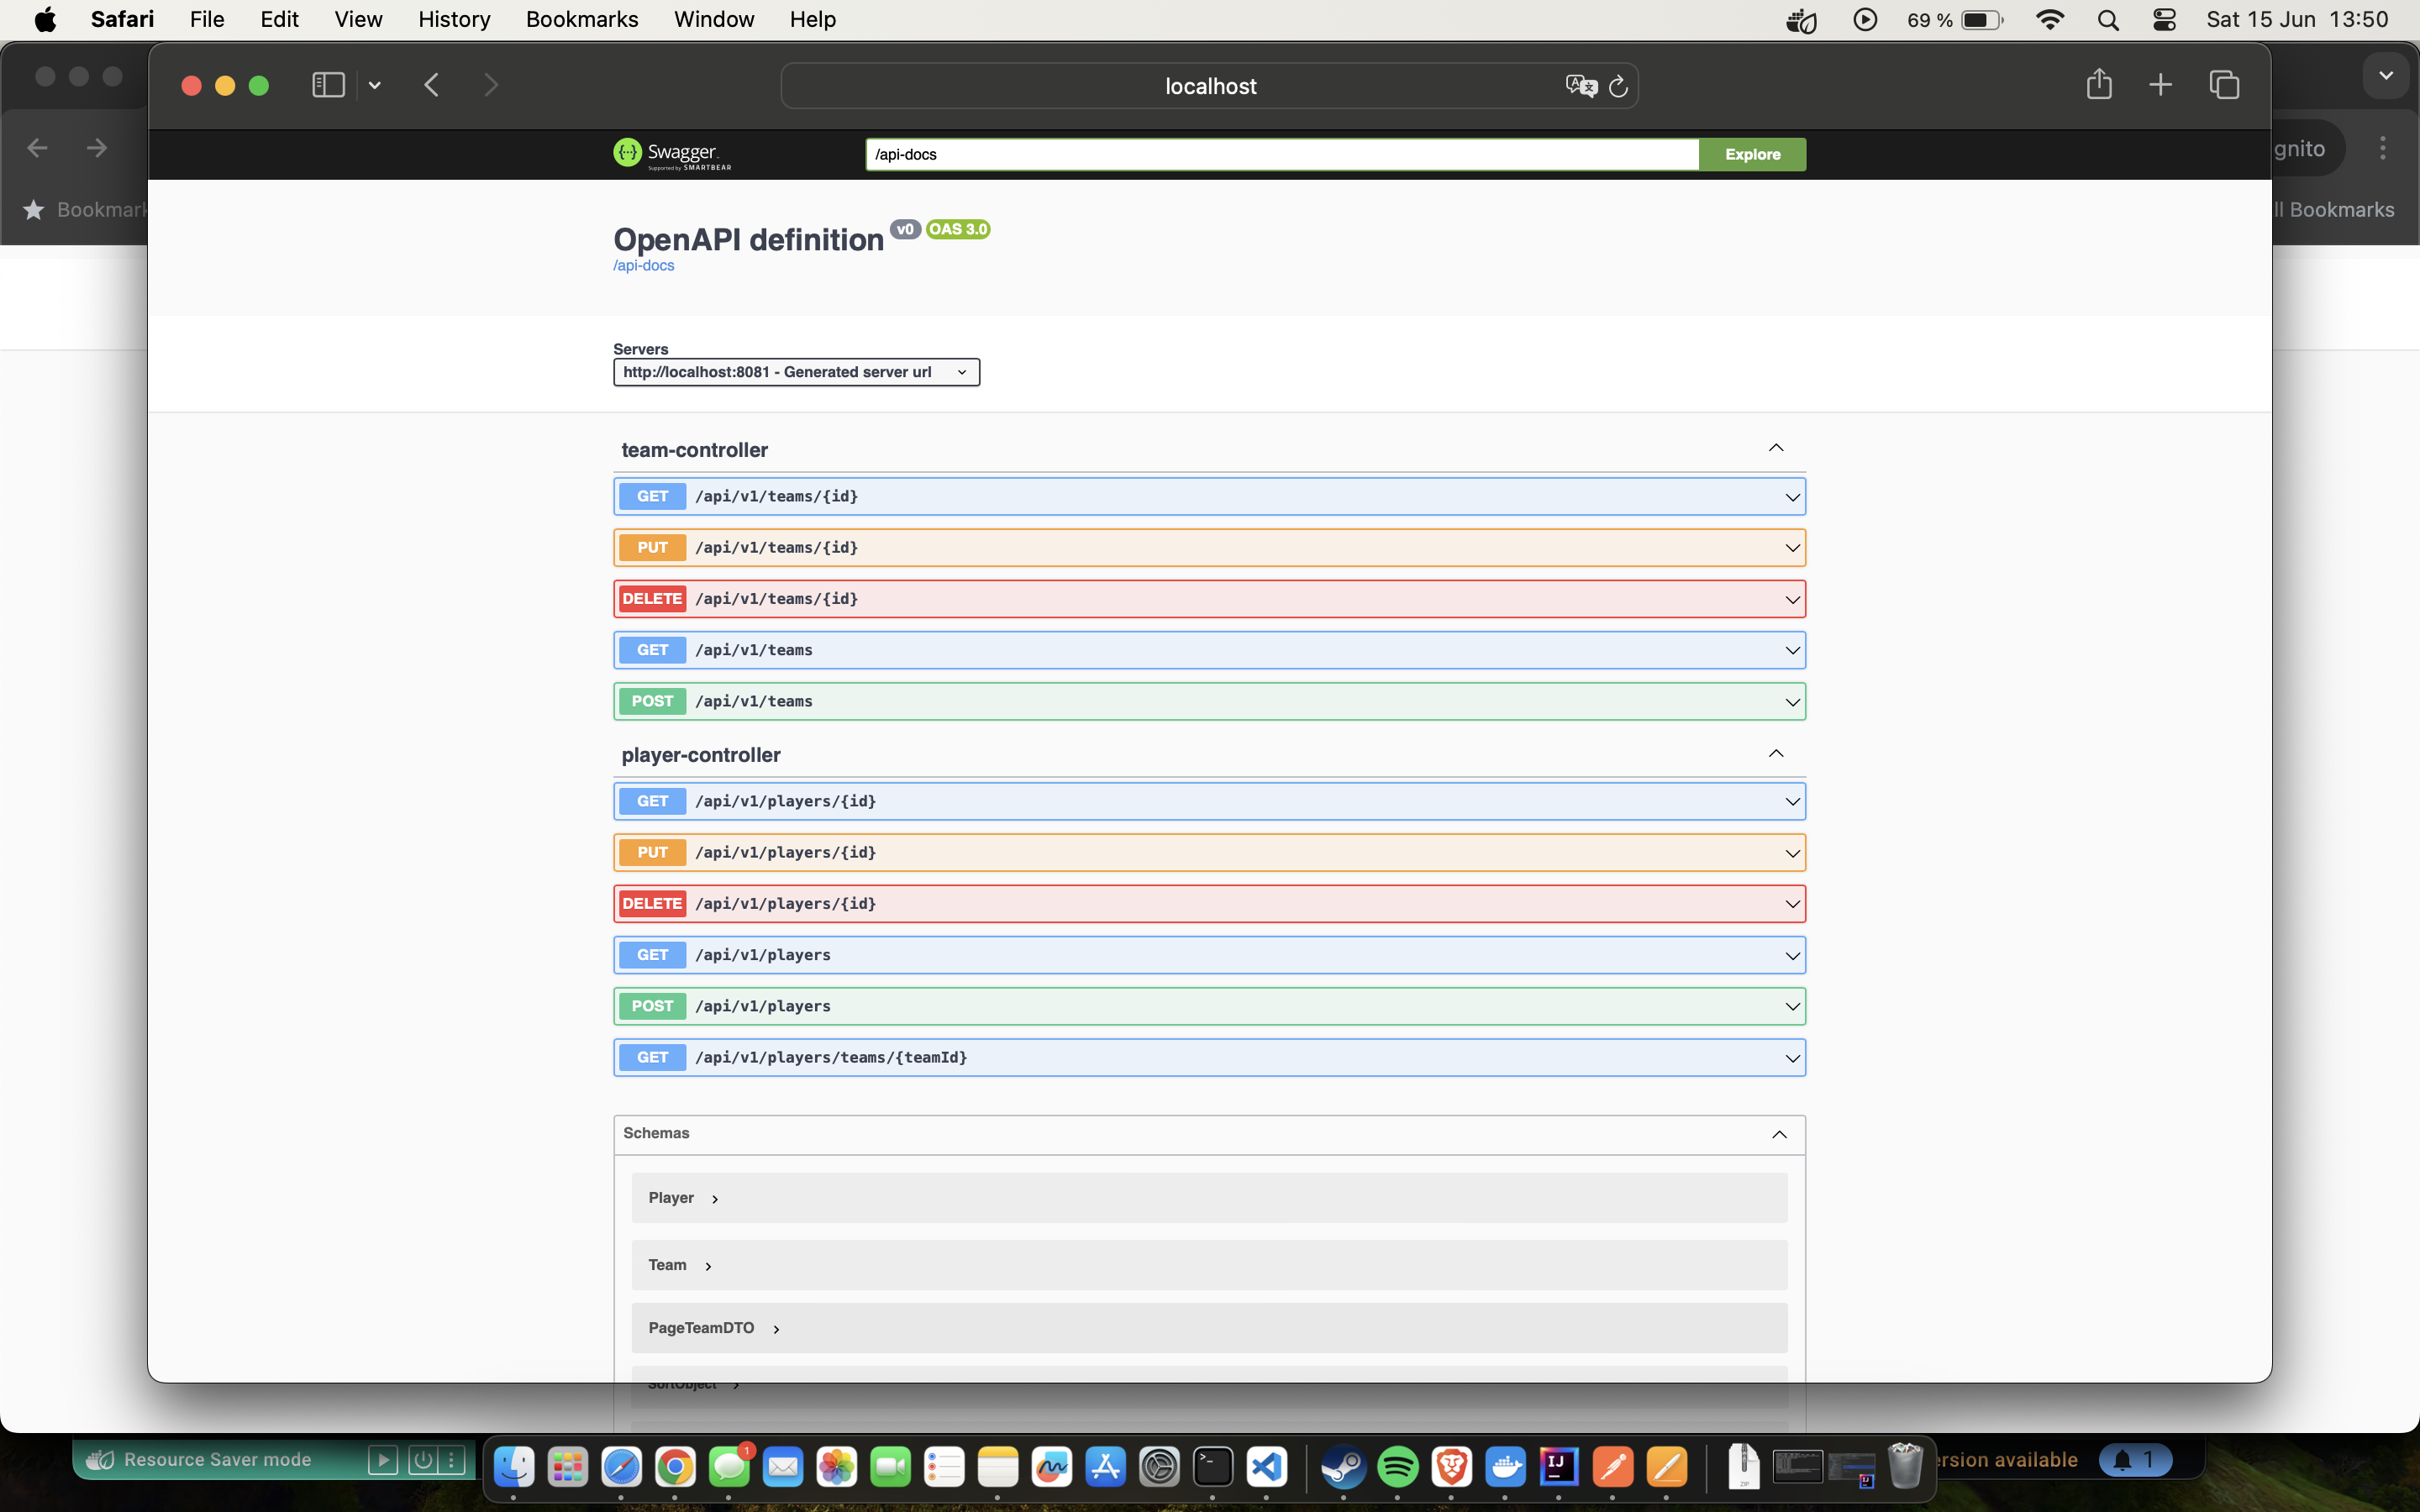 Safari File Edit View History Bookmarks Window Help 69 % Sat 15 Jun 13:50
localhost
gnito
Bookmark
ll Bookmarks
Swagger.
Supported by SMARTBEAR
/api-docs
Explore
OpenAPI definition v0 OAS 3.0
/api-docs
Servers
http://localhost:8081 - Generated server url
team-controller
GET /api/v1/teams/{id}
PUT /api/v1/teams/{id}
DELETE /api/v1/teams/{id}
GET /api/v1/teams
POST /api/v1/teams
player-controller
GET /api/v1/players/{id}
PUT /api/v1/players/{id}
DELETE /api/v1/players/{id}
GET /api/v1/players
POST /api/v1/players
GET /api/v1/players/teams/{teamId}
Schemas
Player
Team
PageTeamDTO
SortObject
Resource Saver mode
1
IJ
ZIP
IJ
ersion available
1